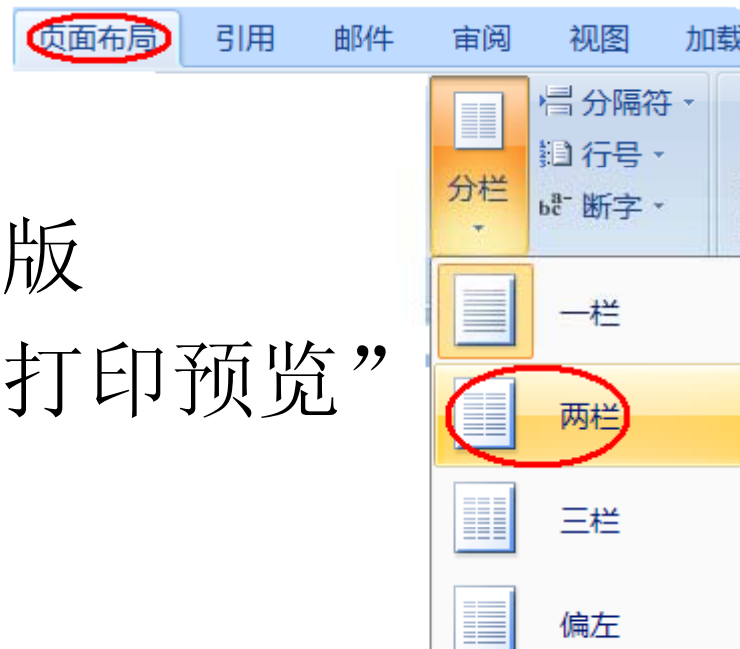 页面布局 引用 邮件 审阅 视图 加载
分栏
分隔符
行号
断字
版
打印预览”
一栏
两栏
三栏
偏左